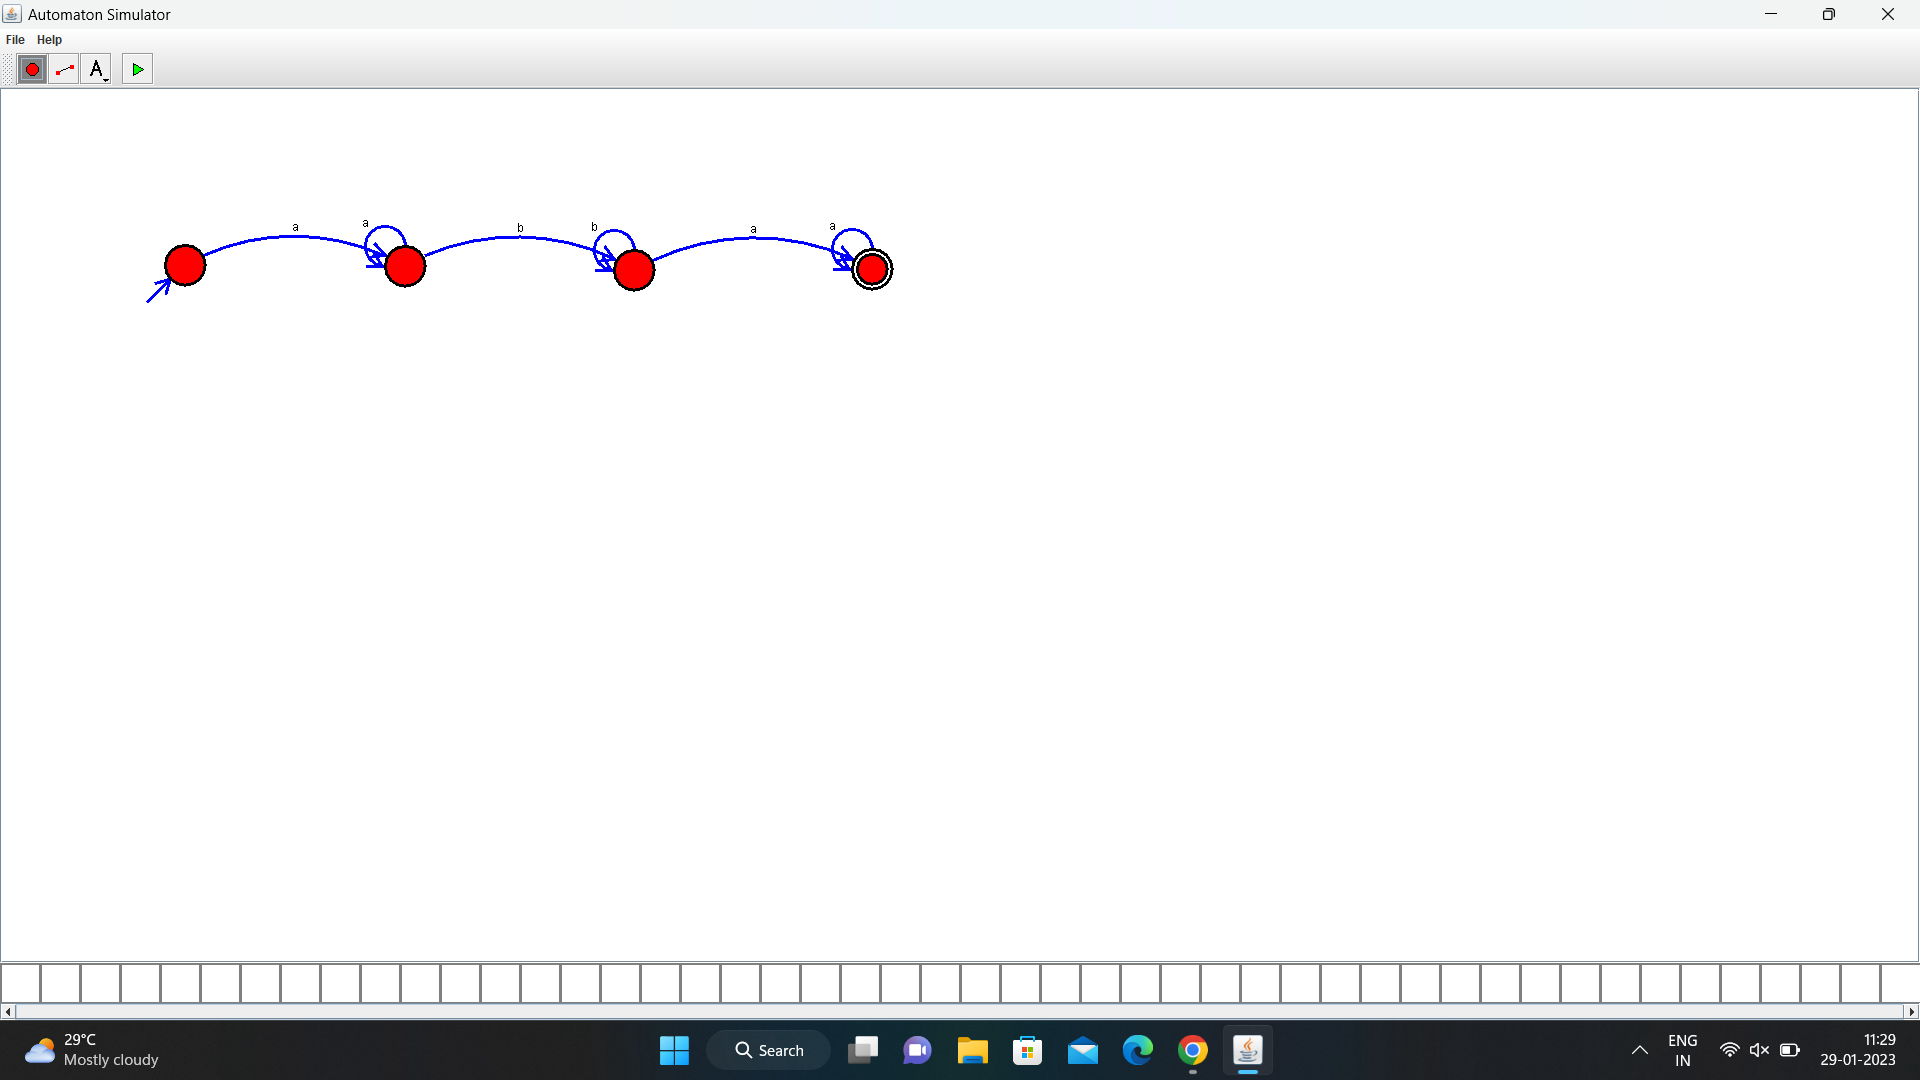 Automaton Simulator
File Help
A
a a b b a a
29°C
Mostly cloudy
Search
ENG
IN
11:29
29-01-2023